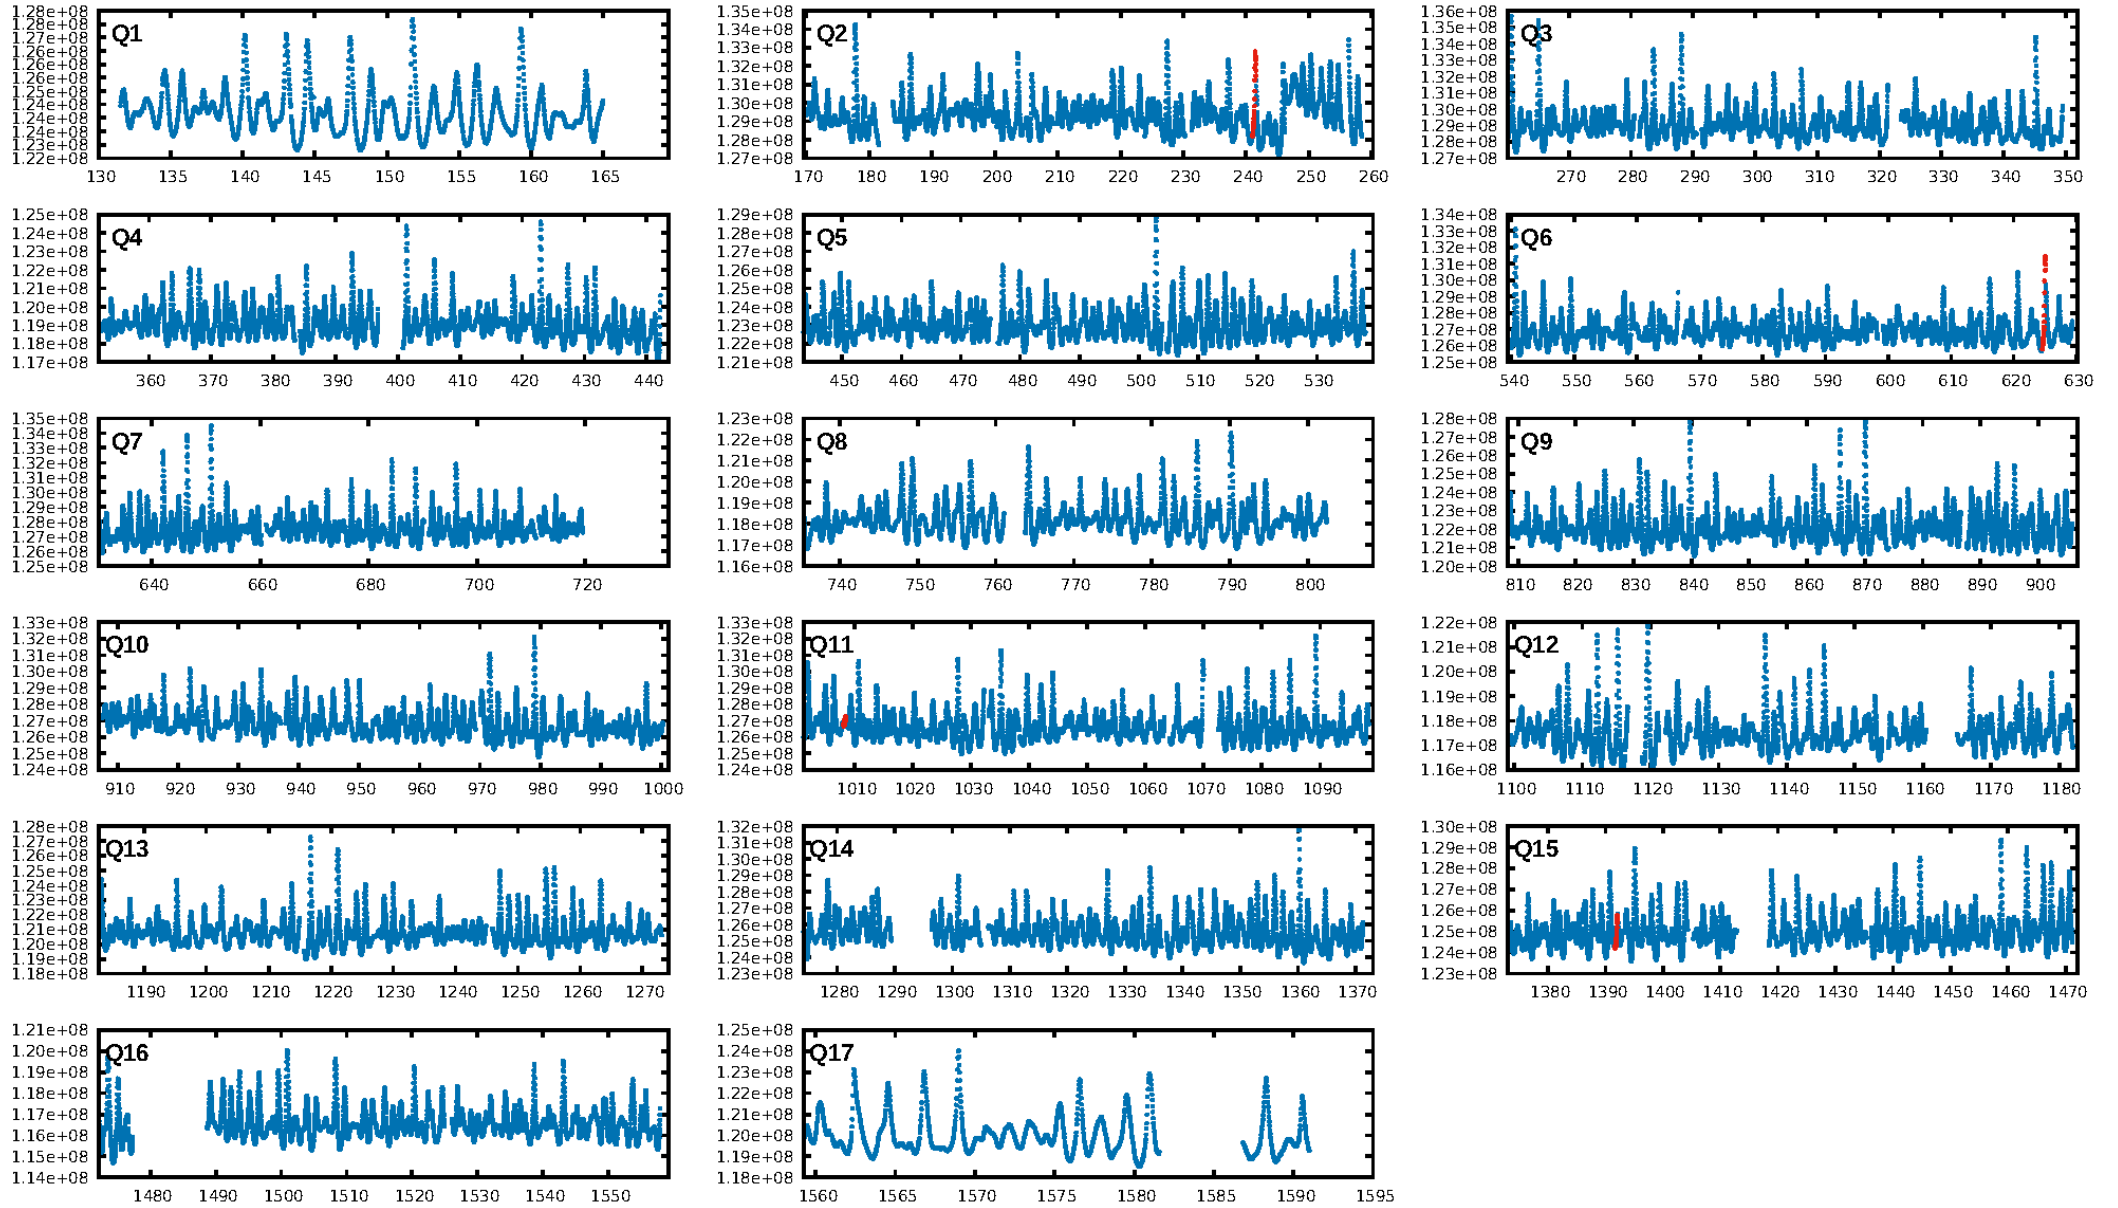 1.28e+08
1.28e+08
1.27e+08
1.27e+08
1.26e+08
1.26e+08
1.25e+08
1.24e+08
1.24e+08
1.23e+08
1.23e+08
1.22e+08
Q1
130 135 140 145 150 155 160 165
1.35e+08
1.34e+08
1.33e+08
1.32e+08
1.31e+08
1.30e+08
1.29e+08
1.28e+08
1.27e+08
Q2
170 180 190 200 210 220 230 240 250 260
1.36e+08
1.35e+08
1.34e+08
1.33e+08
1.32e+08
1.31e+08
1.30e+08
1.29e+08
1.28e+08
1.27e+08
Q3
270 280 290 300 310 320 330 340 350
1.25e+08
1.24e+08
1.23e+08
1.22e+08
1.21e+08
1.20e+08
1.19e+08
1.18e+08
1.17e+08
Q4
360 370 380 390 400 410 420 430 440
1.29e+08
1.28e+08
1.27e+08
1.26e+08
1.25e+08
1.24e+08
1.23e+08
1.22e+08
1.21e+08
Q5
450 460 470 480 490 500 510 520 530
1.34e+08
1.33e+08
1.32e+08
1.31e+08
1.30e+08
1.29e+08
1.28e+08
1.27e+08
1.26e+08
1.25e+08
Q6
540 550 560 570 580 590 600 610 620 630
1.35e+08
1.34e+08
1.33e+08
1.32e+08
1.31e+08
1.30e+08
1.29e+08
1.28e+08
1.27e+08
1.26e+08
1.25e+08
Q7
640 660 680 700 720
1.23e+08
1.22e+08
1.21e+08
1.20e+08
1.19e+08
1.18e+08
1.17e+08
1.16e+08
Q8
740 750 760 770 780 790 800
1.28e+08
1.27e+08
1.26e+08
1.25e+08
1.24e+08
1.23e+08
1.22e+08
1.21e+08
1.20e+08
Q9
810 820 830 840 850 860 870 880 890 900
1.33e+08
1.32e+08
1.31e+08
1.30e+08
1.29e+08
1.28e+08
1.27e+08
1.26e+08
1.25e+08
1.24e+08
Q10
910 920 930 940 950 960 970 980 990 1000
1.33e+08
1.32e+08
1.31e+08
1.30e+08
1.29e+08
1.28e+08
1.27e+08
1.26e+08
1.25e+08
1.24e+08
Q11
1010 1020 1030 1040 1050 1060 1070 1080 1090
1.22e+08
1.21e+08
1.20e+08
1.19e+08
1.18e+08
1.17e+08
1.16e+08
Q12
1100 1110 1120 1130 1140 1150 1160 1170 1180
1.28e+08
1.27e+08
1.26e+08
1.25e+08
1.24e+08
1.23e+08
1.22e+08
1.21e+08
1.20e+08
1.19e+08
1.18e+08
Q13
1190 1200 1210 1220 1230 1240 1250 1260 1270
1.32e+08
1.31e+08
1.30e+08
1.29e+08
1.28e+08
1.27e+08
1.26e+08
1.25e+08
1.24e+08
1.23e+08
Q14
1280 1290 1300 1310 1320 1330 1340 1350 1360 1370
1.30e+08
1.29e+08
1.28e+08
1.27e+08
1.26e+08
1.25e+08
1.24e+08
1.23e+08
Q15
1380 1390 1400 1410 1420 1430 1440 1450 1460 1470
1.21e+08
1.20e+08
1.19e+08
1.18e+08
1.17e+08
1.16e+08
1.15e+08
1.14e+08
Q16
1480 1490 1500 1510 1520 1530 1540 1550
1.25e+08
1.24e+08
1.23e+08
1.22e+08
1.21e+08
1.20e+08
1.19e+08
1.18e+08
Q17
1560 1565 1570 1575 1580 1585 1590 1595